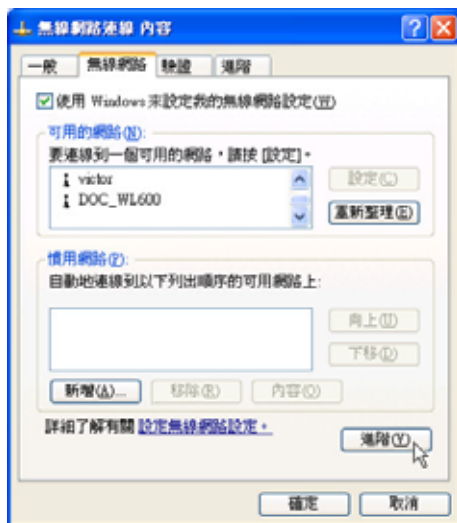 無線網路連線 內容
一般 無線網路 驗證 進階
使用 Windows 來設定我的無線網路設定(W)
可用的網路(N):
要連線到一個可用的網路，請按 [設定]。
victor
設定(C)
DOC_WL600
重新整理(E)
慣用網路(P):
自動地連線到以下列出順序的可用網路上:
向上(U)
下移(D)
新增(A)... 移除(R) 內容(O)
詳細了解有關 設定無線網路設定。
進階(V)
確定 取消